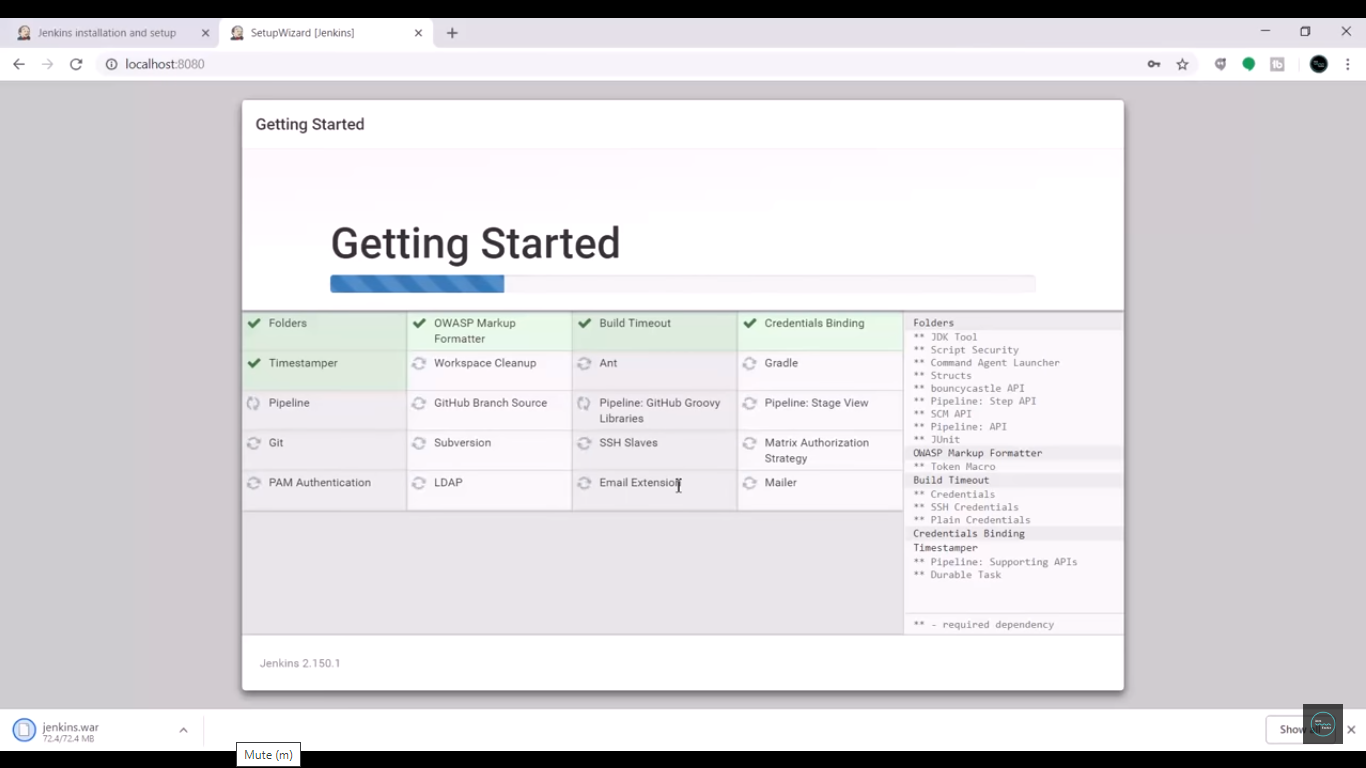 Jenkins installation and setup
SetupWizard [Jenkins]
localhost:8080
Getting Started
Getting Started
Folders
OWASP Markup
Formatter
Build Timeout
Credentials Binding
Timestamper
Workspace Cleanup
Ant
Gradle
Pipeline
GitHub Branch Source
Pipeline: GitHub Groovy
Libraries
Pipeline: Stage View
Git
Subversion
SSH Slaves
Matrix Authorization
Strategy
PAM Authentication
LDAP
Email Extension
Mailer
Folders
** JDK Tool
** Script Security
** Command Agent Launcher
** Structs
** bouncycastle API
** Pipeline: Step API
** SCM API
** Pipeline: API
** JUnit
OWASP Markup Formatter
** Token Macro
Build Timeout
** Credentials
** SSH Credentials
** Plain Credentials
Credentials Binding
Timestamper
** Pipeline: Supporting APIs
** Durable Task
** - required dependency
Jenkins 2.150.1
jenkins.war
72.4/72.4 MB
Show
Mute (m)